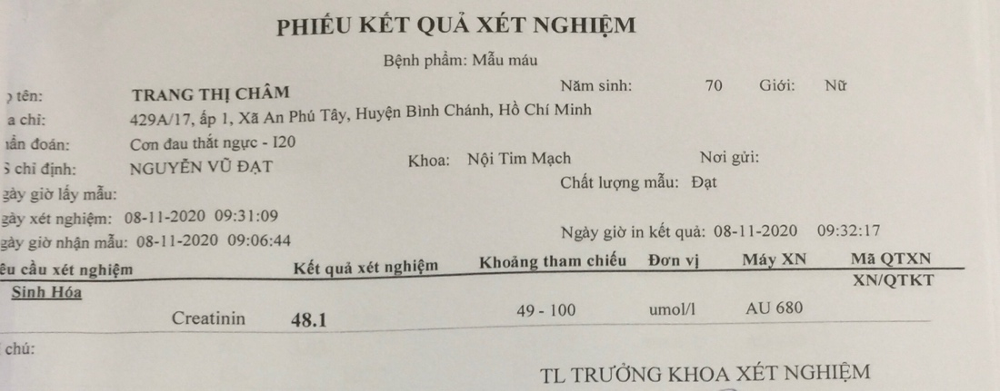 PHIẾU KẾT QUẢ XÉT NGHIỆM
Bệnh phẩm: Mẫu máu
tên: TRANG THỊ CHÂM Năm sinh: 70 Giới: Nữ
a chỉ: 429A/17, ấp 1, Xã An Phú Tây, Huyện Bình Chánh, Hồ Chí Minh
ẩn đoán: Cơn đau thắt ngực - I20
S chỉ định: NGUYỄN VŨ ĐẠT Khoa: Nội Tim Mạch Nơi gửi:
gày giờ lấy mẫu: Chất lượng mẫu: Đạt
gày xét nghiệm: 08-11-2020 09:31:09
gày giờ nhận mẫu: 08-11-2020 09:06:44 Ngày giờ in kết quả: 08-11-2020 09:32:17
êu cầu xét nghiệm Kết quả xét nghiệm Khoảng tham chiếu Đơn vị Máy XN Mã QTXN
XN/QTKT
Sinh Hóa
Creatinin 48.1 49 - 100 umol/l AU 680
chú:
TL TRƯỞNG KHOA XÉT NGHIỆM